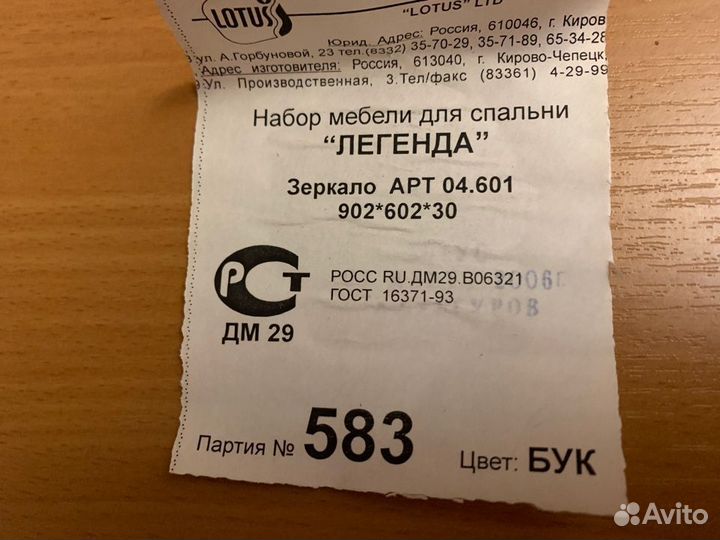 LOTUS
"LOTUS" LTD
Юрид. Адрес: Россия, 610046, г. Киров
ул. А.Горбуновой, 23 тел.(8332) 35-70-29, 35-71-89, 65-34-28
Адрес изготовителя: Россия, 613040, г. Кирово-Чепецк,
Ул. Производственная, 3.Тел/факс (83361) 4-29-99
Набор мебели для спальни
“ЛЕГЕНДА”
Зеркало АРТ 04.601
902*602*30
РСТ
ДМ 29
РОСС RU.ДМ29.В06321
ГОСТ 16371-93
Партия № 583
Цвет: БУК
Avito